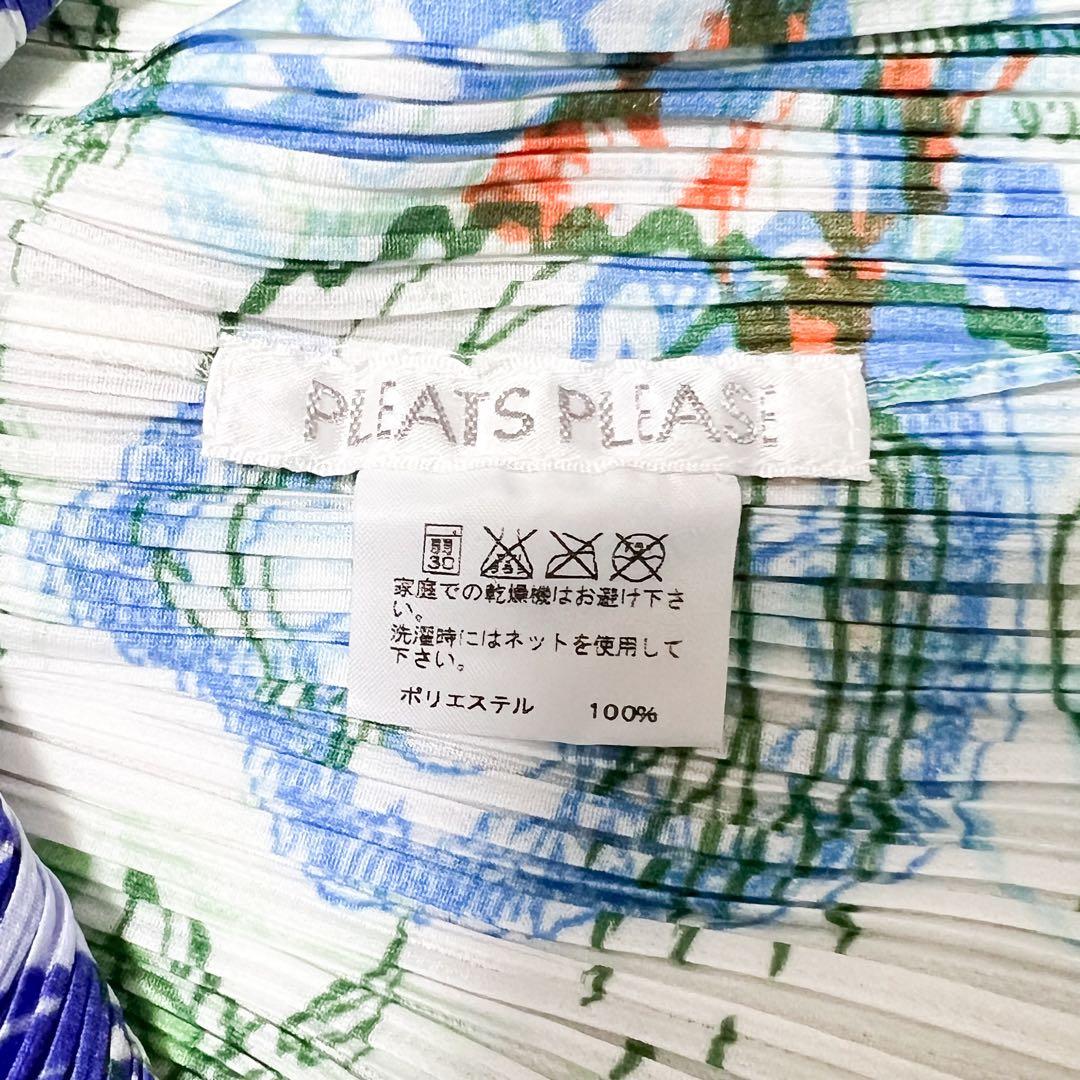 PLEATS PLEASE
弱
30
家庭での乾燥機はお避け下さ
い。
洗濯時にはネットを使用して
下さい。
ポリエステル 100%